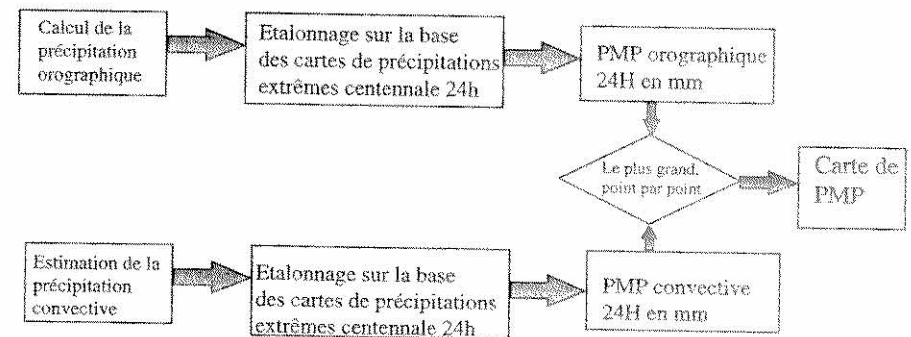 Calcul de la
précipitation
orographique
Etalonnage sur la base
des cartes de précipitations
extrêmes centennale 24h
PMP orographique
24H en mm
Le plus grand,
point par point
Carte de
PMP
Estimation de la
précipitation
convective
Etalonnage sur la base
des cartes de précipitations
extrêmes centennale 24h
PMP convective
24H en mm